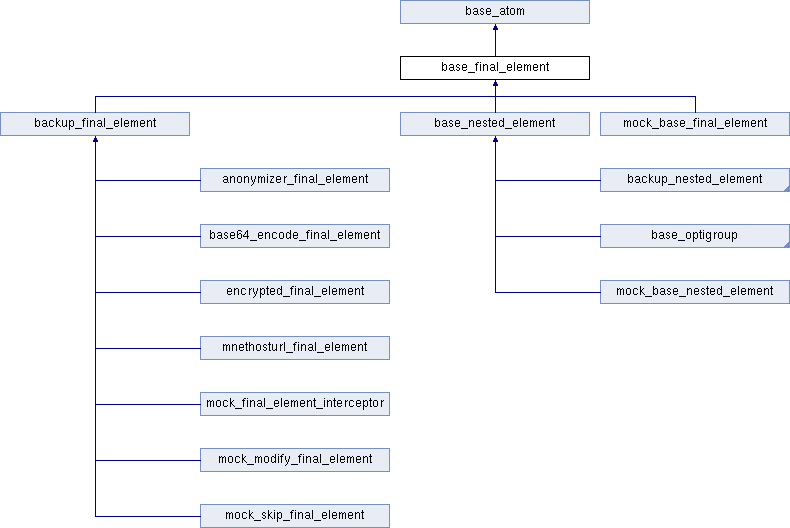 base_atom
base_final_element
backup_final_element
base_nested_element
mock_base_final_element
anonymizer_final_element
backup_nested_element
base64_encode_final_element
base_optigroup
encrypted_final_element
mock_base_nested_element
mnethosturl_final_element
mock_final_element_interceptor
mock_modify_final_element
mock_skip_final_element